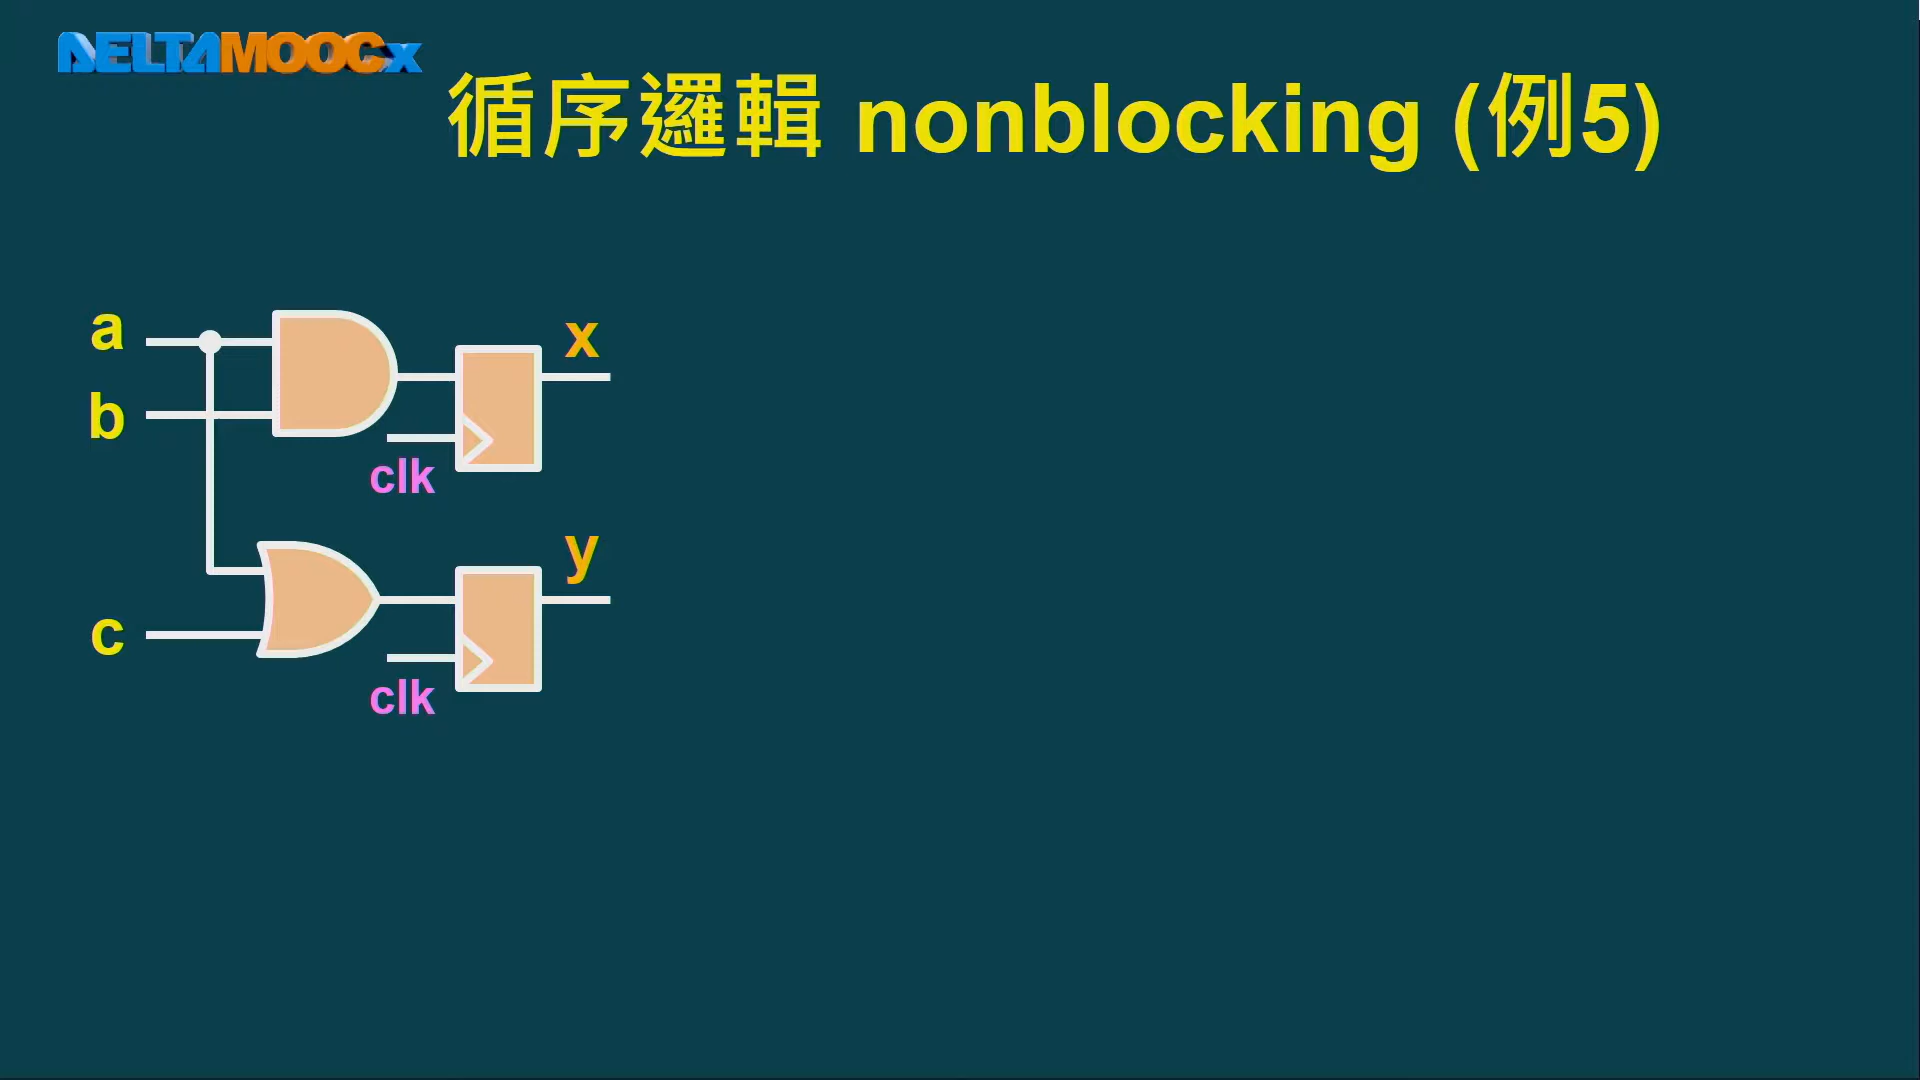 DELTAMOOCx
循序邏輯 nonblocking (例5)
a
b
x
clk
y
c
clk